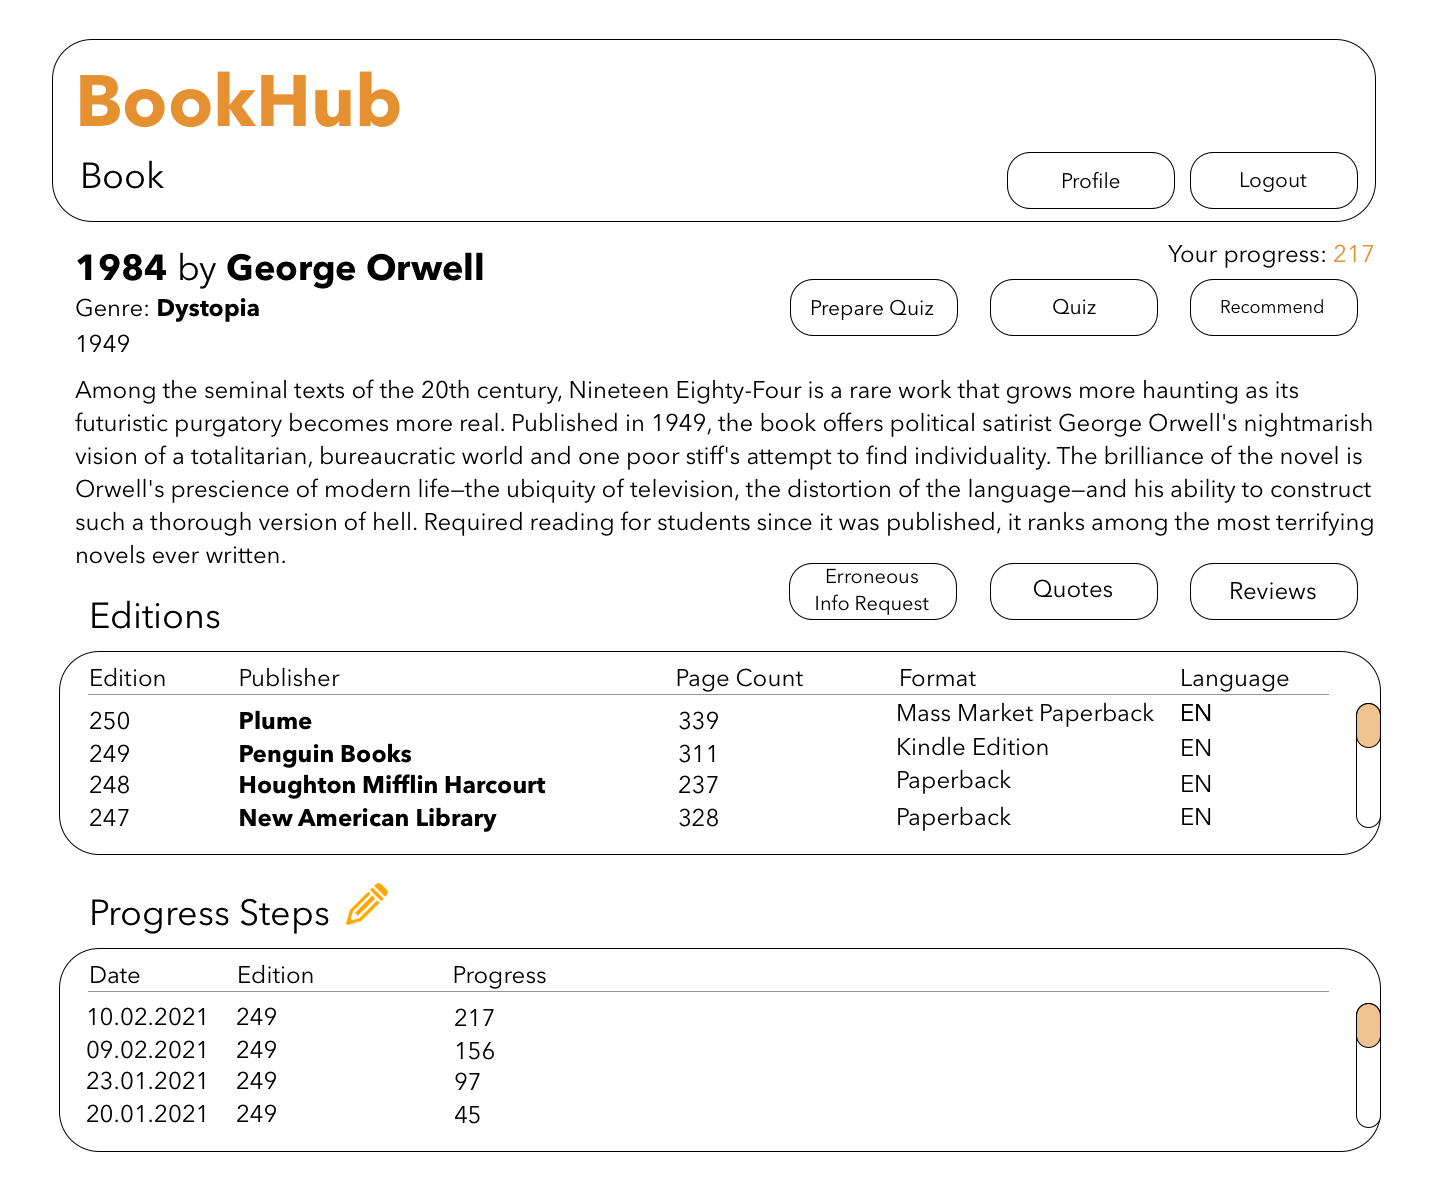 BookHub
Book
Profile
Logout
1984 by George Orwell
Your progress: 217
Genre: Dystopia
Prepare Quiz
Quiz
Recommend
1949
Among the seminal texts of the 20th century, Nineteen Eighty-Four is a rare work that grows more haunting as its
futuristic purgatory becomes more real. Published in 1949, the book offers political satirist George Orwell's nightmarish
vision of a totalitarian, bureaucratic world and one poor stiff's attempt to find individuality. The brilliance of the novel is
Orwell's prescience of modern life—the ubiquity of television, the distortion of the language—and his ability to construct
such a thorough version of hell. Required reading for students since it was published, it ranks among the most terrifying
novels ever written.
Erroneous
Info Request
Quotes
Reviews
Editions
Edition Publisher Page Count Format Language
250 Plume 339 Mass Market Paperback EN
249 Penguin Books 311 Kindle Edition EN
248 Houghton Mifflin Harcourt 237 Paperback EN
247 New American Library 328 Paperback EN
Progress Steps
Date Edition Progress
10.02.2021 249 217
09.02.2021 249 156
23.01.2021 249 97
20.01.2021 249 45